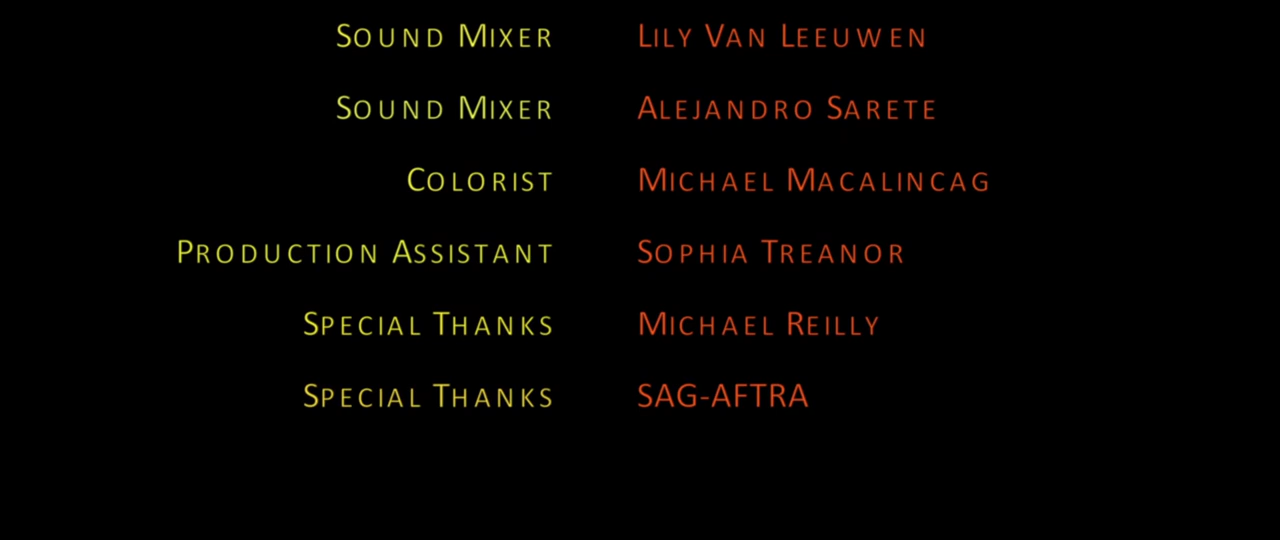 Sound Mixer Lily Van Leeuwen
Sound Mixer Alejandro Sarete
Colorist Michael Macalincag
Production Assistant Sophia Treanor
Special Thanks Michael Reilly
Special Thanks SAG-AFTRA